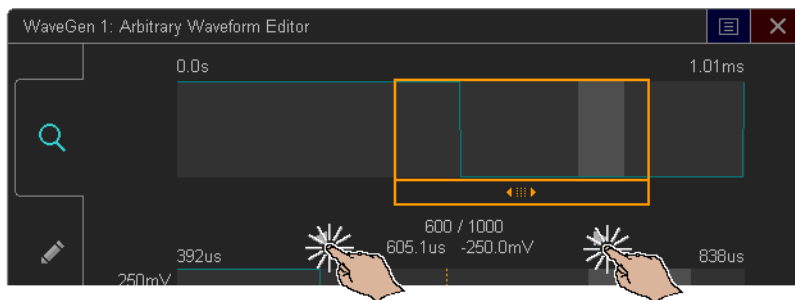 WaveGen 1: Arbitrary Waveform Editor
0.0s 1.01ms
600 / 1000
605.1us -250.0mV
392us 838us
250mV